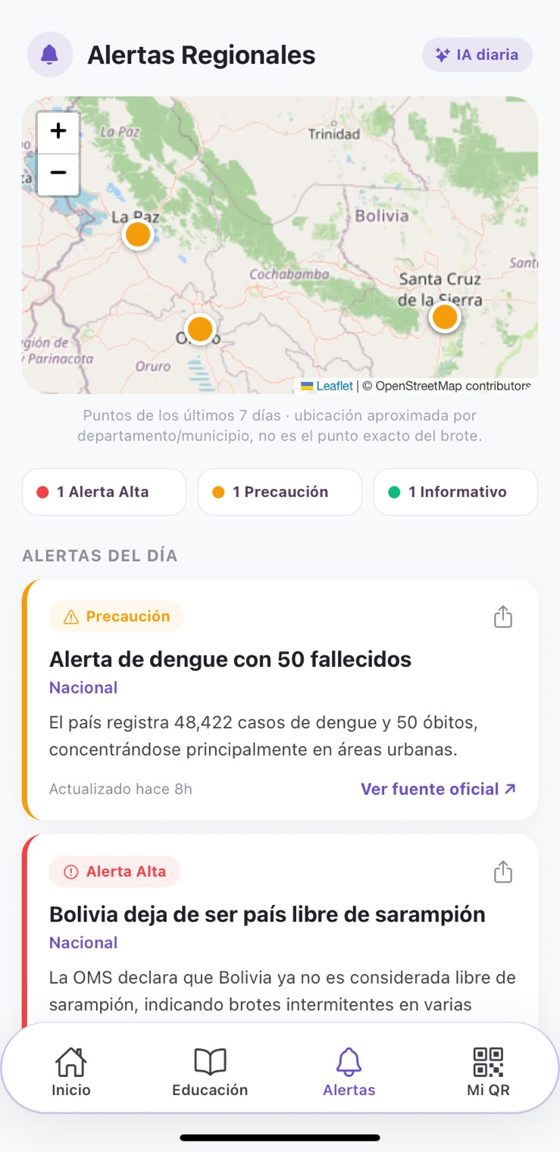 Alertas Regionales
IA diaria
+
−
La Paz
Trinidad
La Paz
Bolivia
Cochabamba
Santa Cruz
de la Sierra
Parinacota
Oruro
Leaflet | © OpenStreetMap contributors
Puntos de los últimos 7 días · ubicación aproximada por
departamento/municipio, no es el punto exacto del brote.
1 Alerta Alta
1 Precaución
1 Informativo
ALERTAS DEL DÍA
Precaución
Alerta de dengue con 50 fallecidos
Nacional
El país registra 48,422 casos de dengue y 50 óbitos,
concentrándose principalmente en áreas urbanas.
Actualizado hace 8h
Ver fuente oficial ↗
Alerta Alta
Bolivia deja de ser país libre de sarampión
Nacional
La OMS declara que Bolivia ya no es considerada libre de
sarampión, indicando brotes intermitentes en varias
Inicio
Educación
Alertas
Mi QR